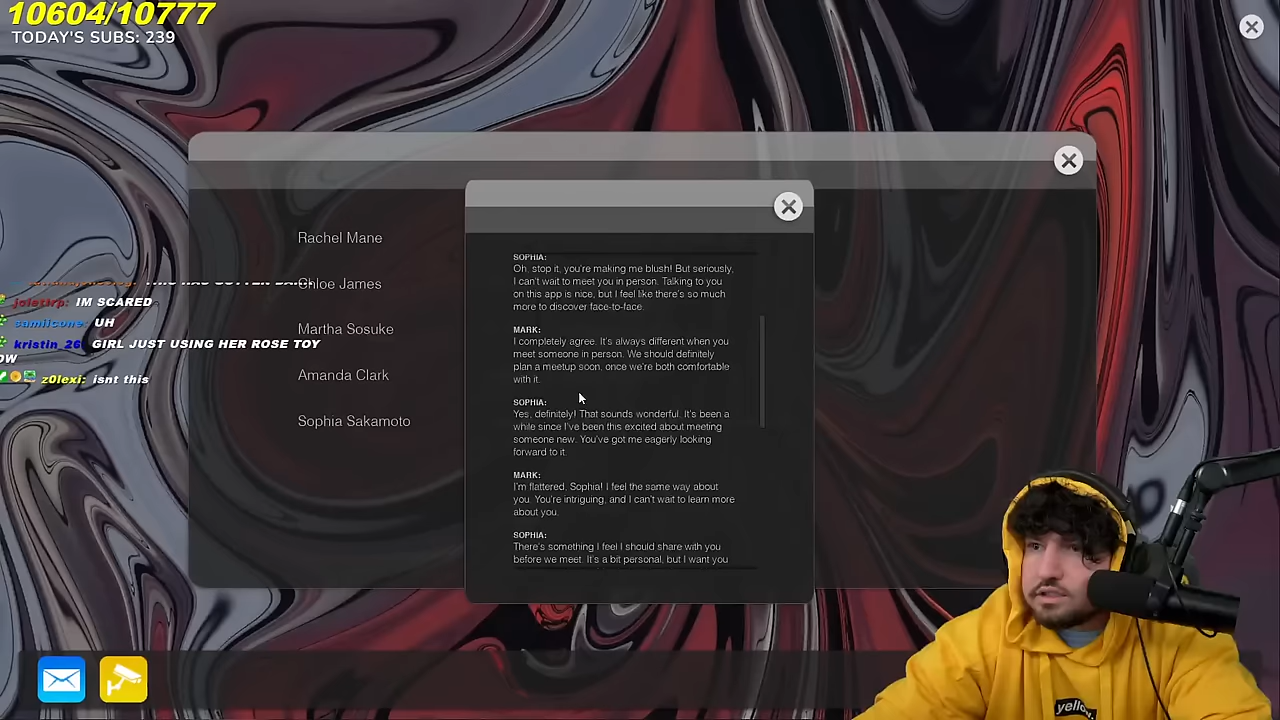 10604/10777
TODAY'S SUBS: 239
Rachel Mane
Chloe James
Martha Sosuke
Amanda Clark
Sophia Sakamoto
joletirp: IM SCARED
samiicone: UH
kristin_26: GIRL JUST USING HER ROSE TOY
OW
z0lexi: isnt this
SOPHIA:
Oh, stop it, you're making me blush! But seriously,
I can't wait to meet you in person. Talking to you
on this app is nice, but I feel like there's so much
more to discover face-to-face.
MARK:
I completely agree. It's always different when you
meet someone in person. We should definitely
plan a meetup soon, once we're both comfortable
with it.
SOPHIA:
Yes, definitely! That sounds wonderful. It's been a
while since I've been this excited about meeting
someone new. You've got me eagerly looking
forward to it.
MARK:
I'm flattered, Sophia! I feel the same way about
you. You're intriguing, and I can't wait to learn more
about you.
SOPHIA:
There's something I feel I should share with you
before we meet. It's a bit personal, but I want you
yellow